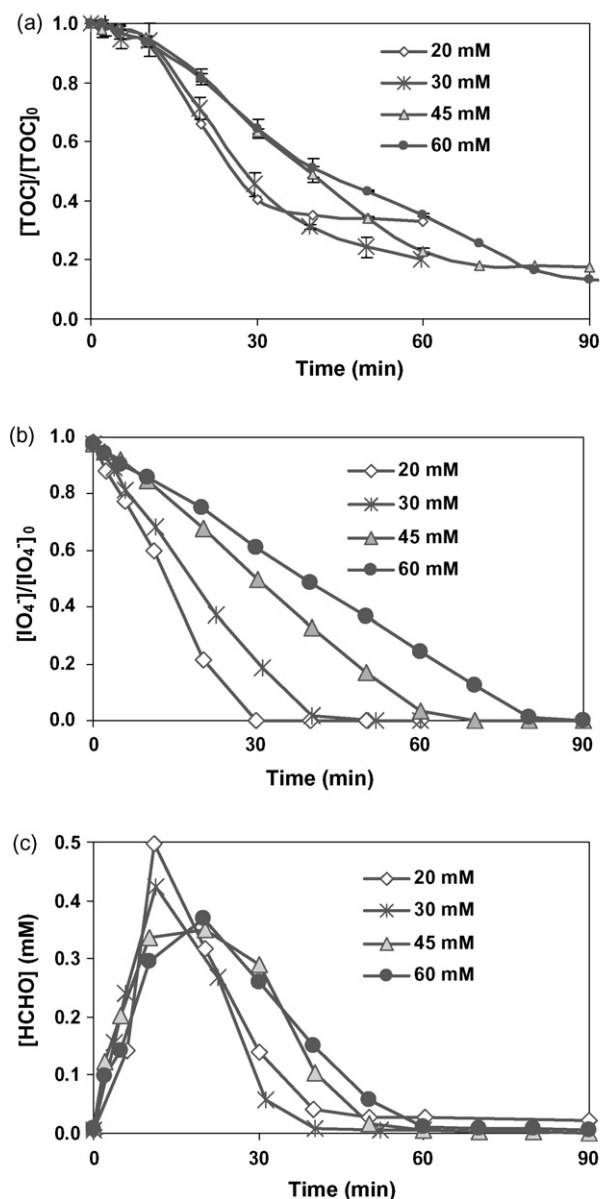 (a)
1.0
0.8
0.6
0.4
0.2
0.0
[TOC]/[TOC]₀
20 mM
30 mM
45 mM
60 mM
0
30
60
90
Time (min)
(b)
1.0
0.8
0.6
0.4
0.2
0.0
[IO₄⁻]/[IO₄⁻]₀
20 mM
30 mM
45 mM
60 mM
0
30
60
90
Time (min)
(c)
0.5
0.4
0.3
0.2
0.1
0.0
[HCHO] (mM)
20 mM
30 mM
45 mM
60 mM
0
30
60
90
Time (min)